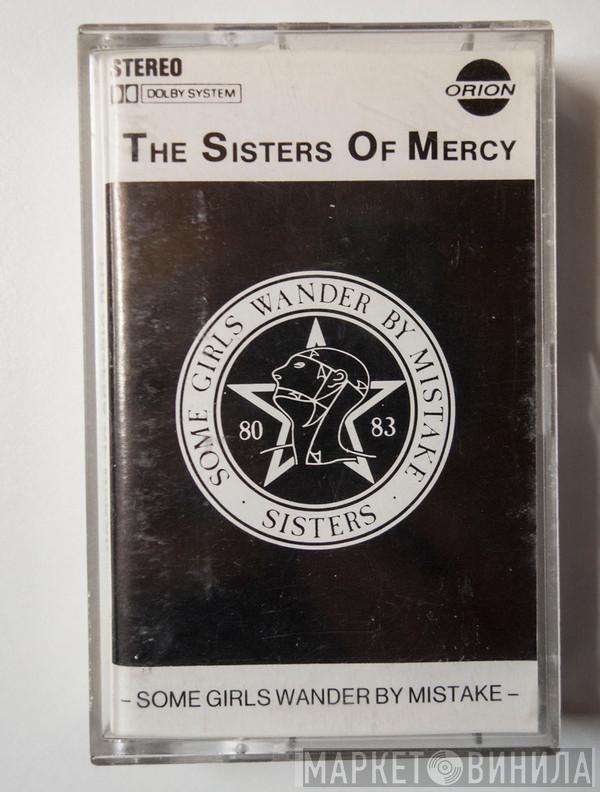 STEREO
DOLBY SYSTEM
ORION
THE SISTERS OF MERCY
SOME GIRLS WANDER BY MISTAKE
80 83
· SISTERS ·
- SOME GIRLS WANDER BY MISTAKE -
МАРКЕТ ВИНИЛА